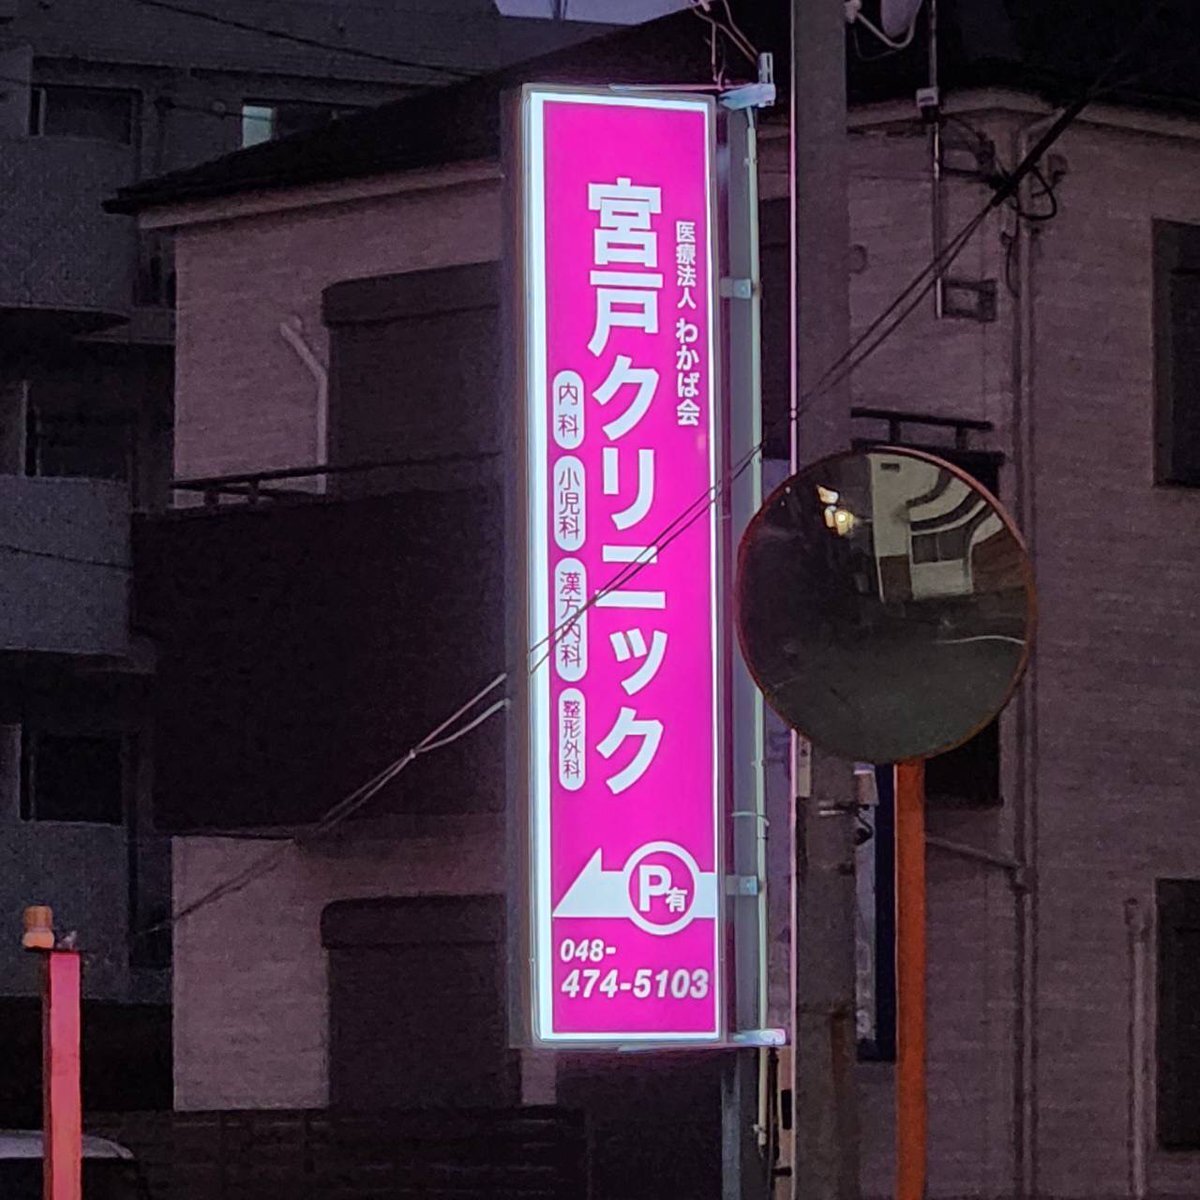 医療法人 わかば会
宮戸クリニック
内科
小児科
漢方内科
整形外科
P有
048-
474-5103